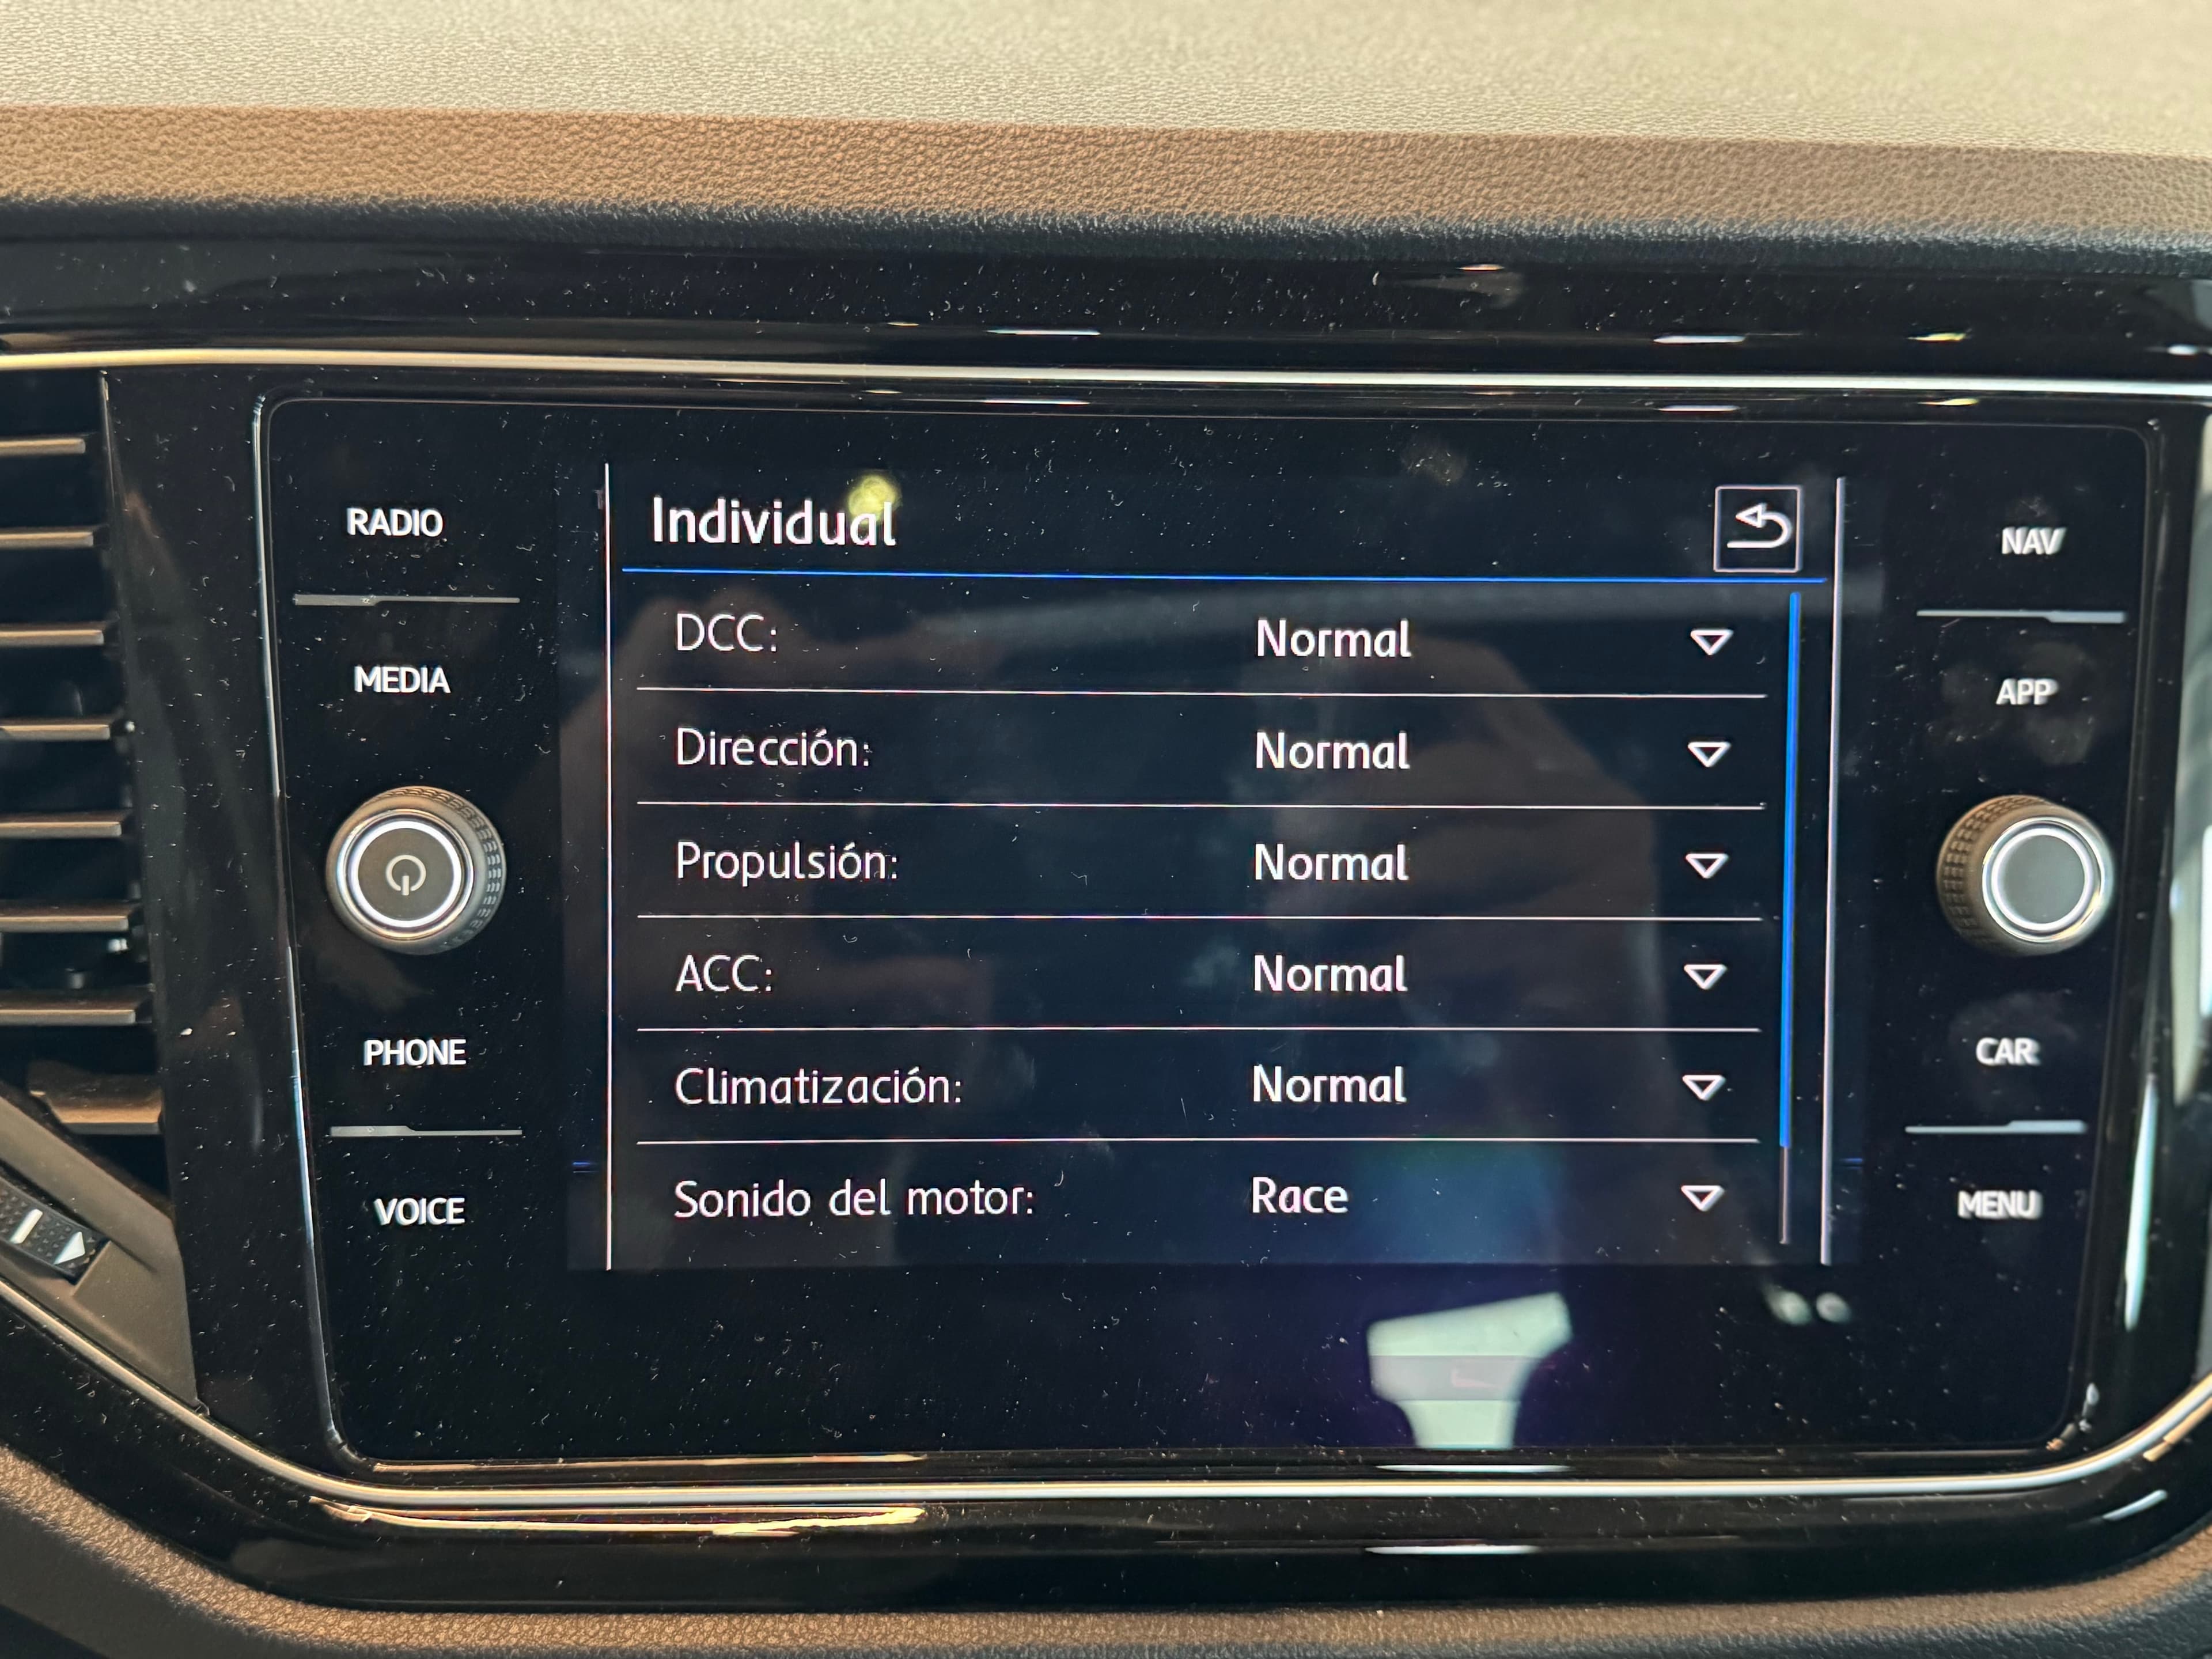 RADIO
MEDIA
PHONE
VOICE
Individual
DCC: Normal
Dirección: Normal
Propulsión: Normal
ACC: Normal
Climatización: Normal
Sonido del motor: Race
NAV
APP
CAR
MENU